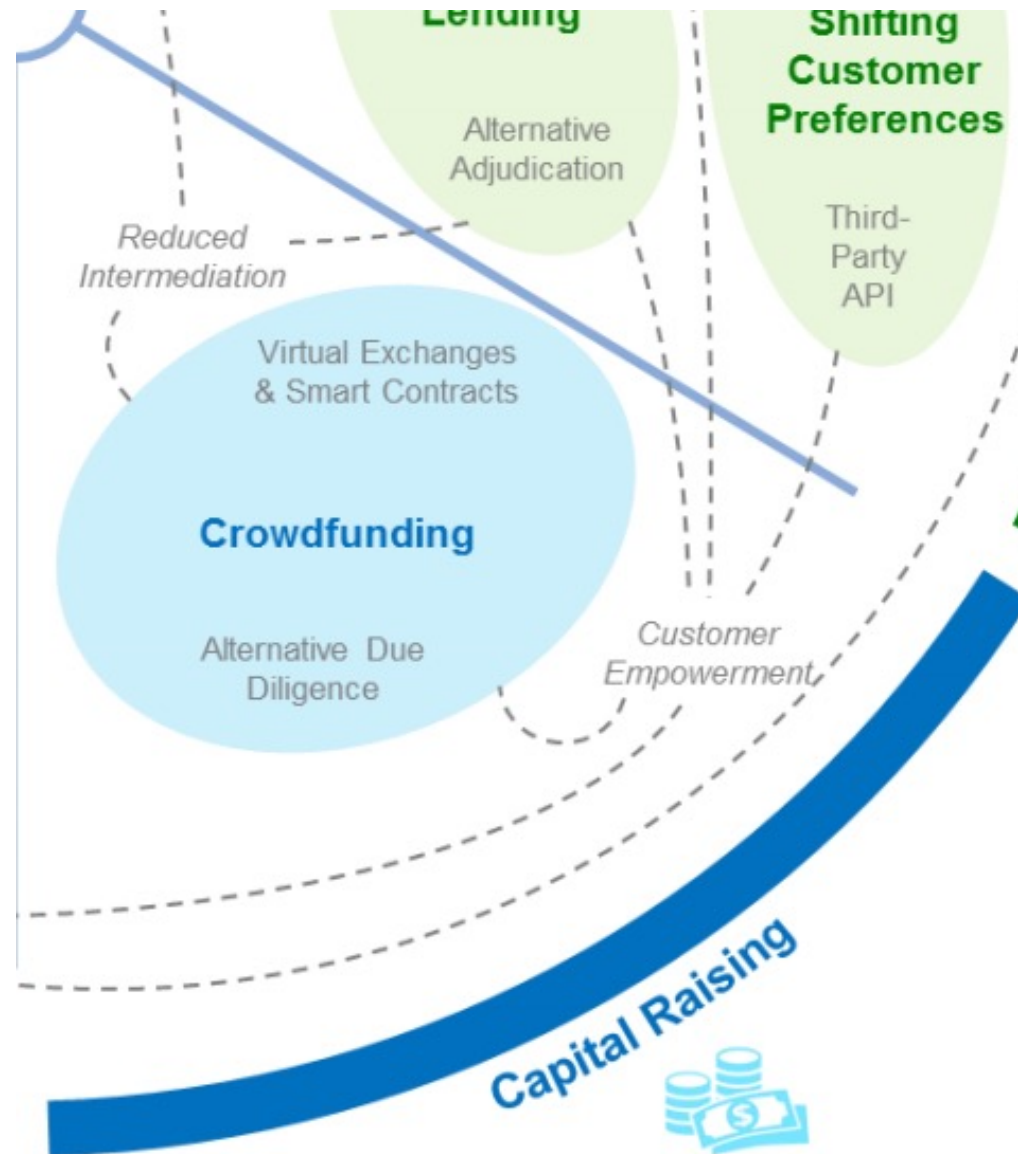 Lending
Alternative
Adjudication
Shifting
Customer
Preferences
Third-
Party
API
Reduced
Intermediation
Virtual Exchanges
& Smart Contracts
Crowdfunding
Alternative Due
Diligence
Customer
Empowerment
Capital Raising
$